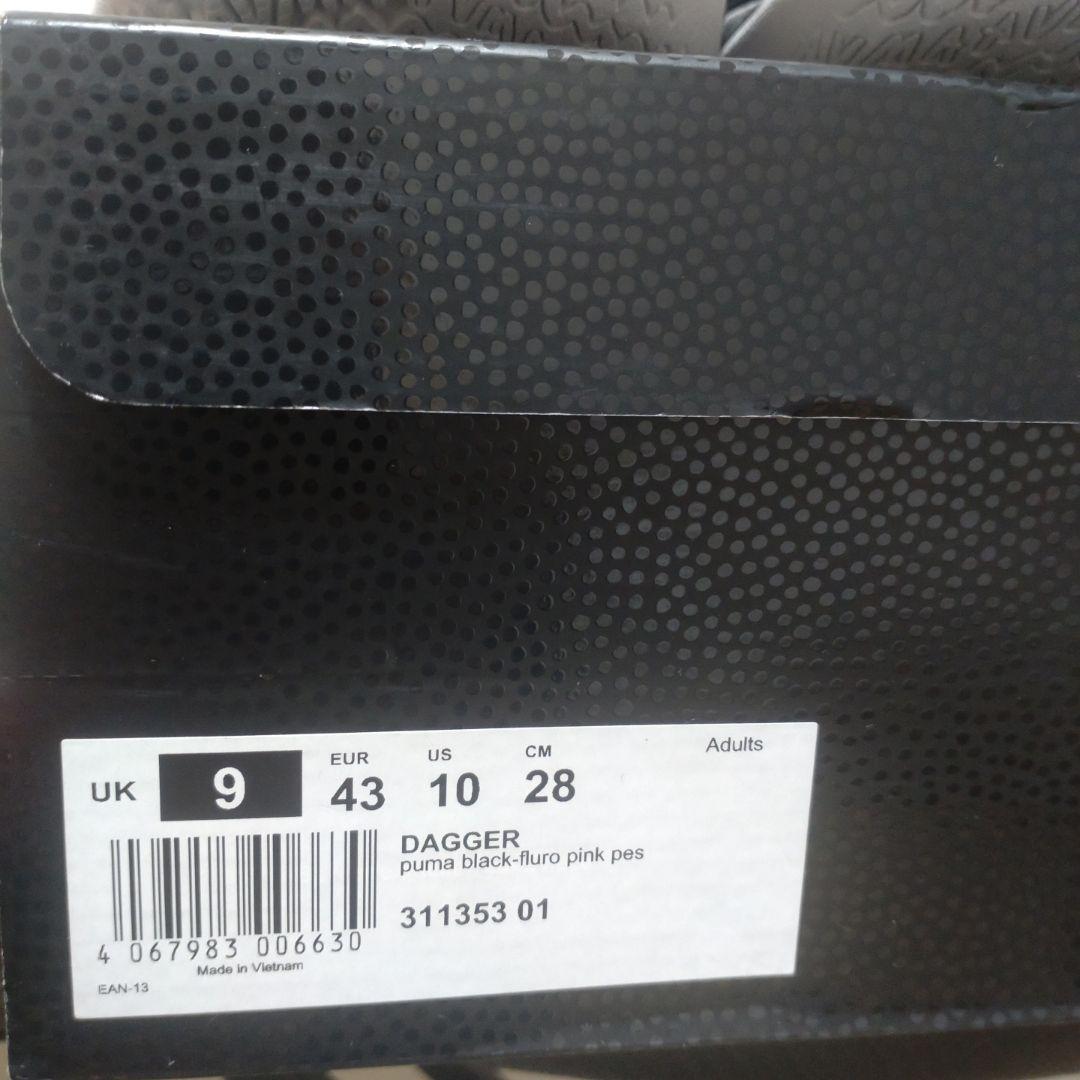 UK 9 EUR 43 US 10 CM 28 Adults
DAGGER
puma black-fluro pink pes
311353 01
4 067983 006630
Made in Vietnam
EAN-13